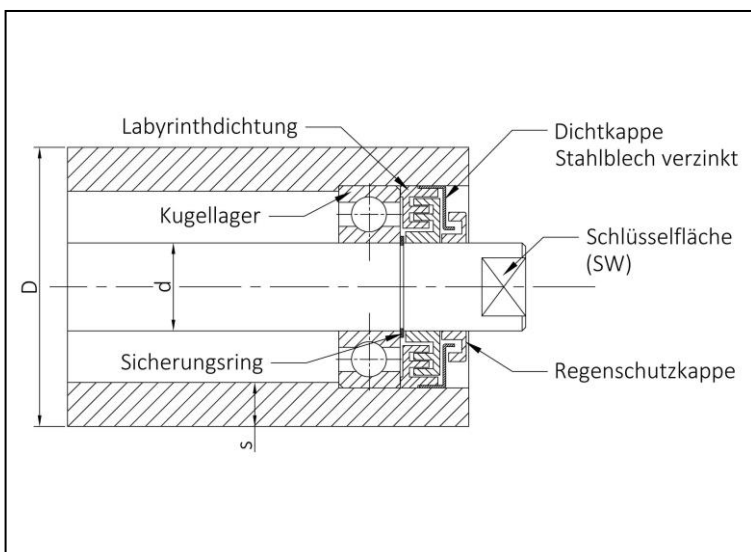 Labyrinthdichtung
Dichtkappe
Stahlblech verzinkt
Kugellager
Schlüsselfläche
(SW)
D
d
Sicherungsring
Regenschutzkappe
s